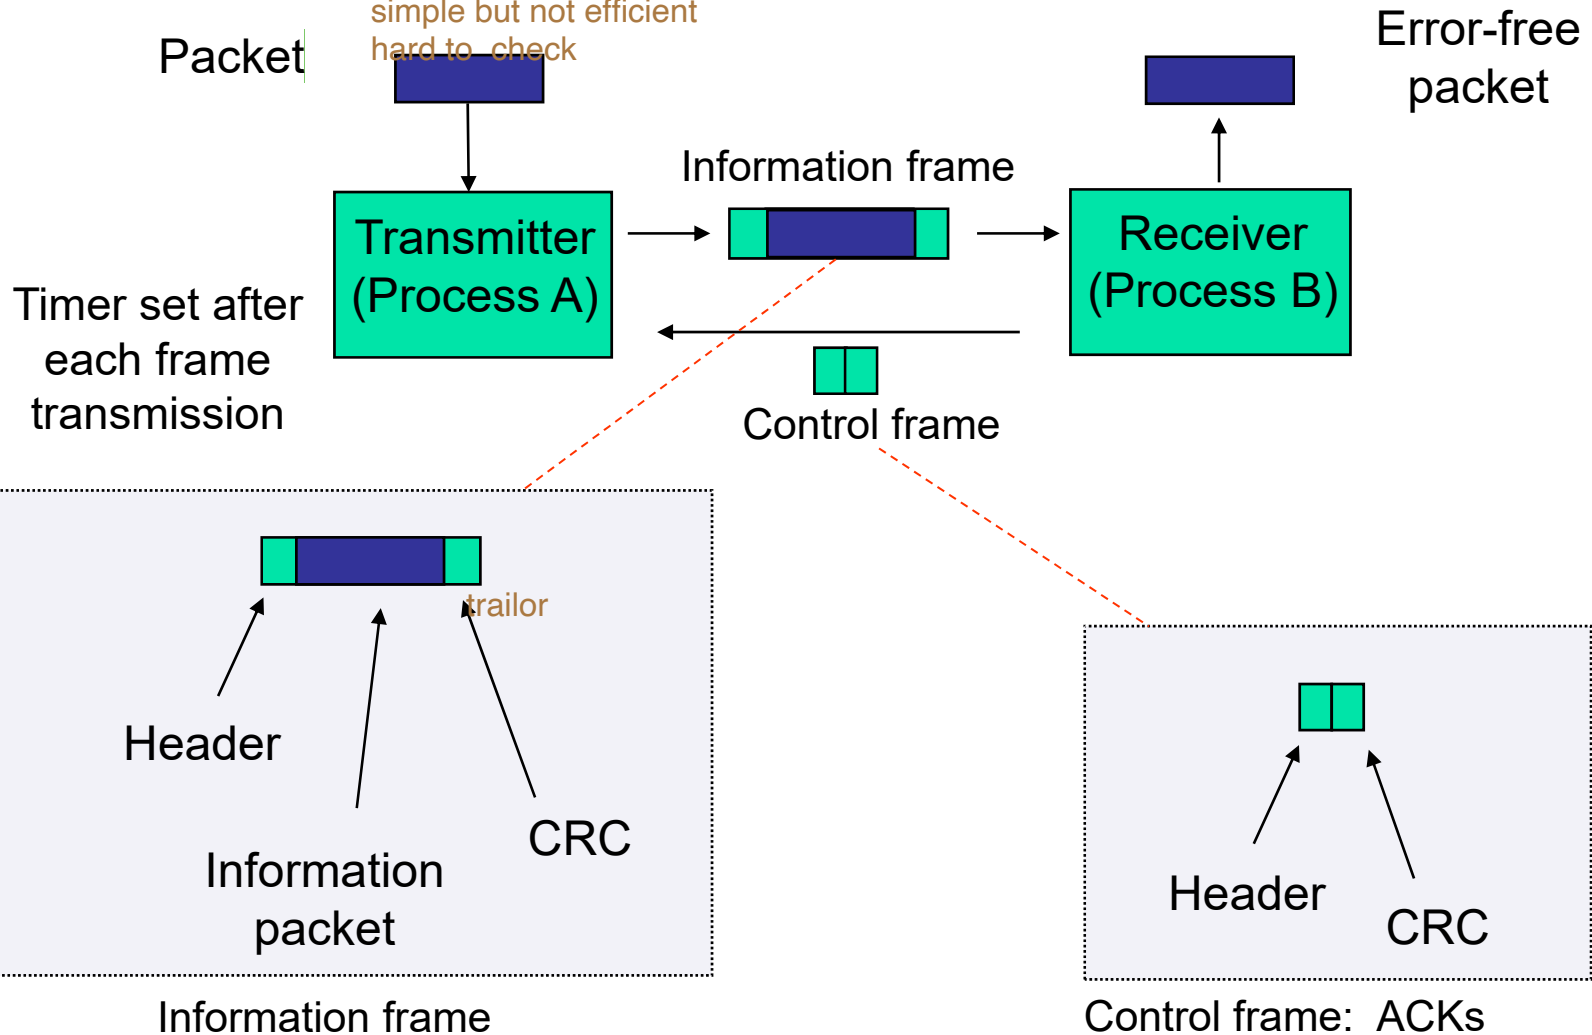 simple but not efficient
hard to check
Packet
Error-free
packet
Information frame
Transmitter
(Process A)
Receiver
(Process B)
Timer set after
each frame
transmission
Control frame
trailor
Header
CRC
Information
packet
Header
CRC
Information frame
Control frame: ACKs